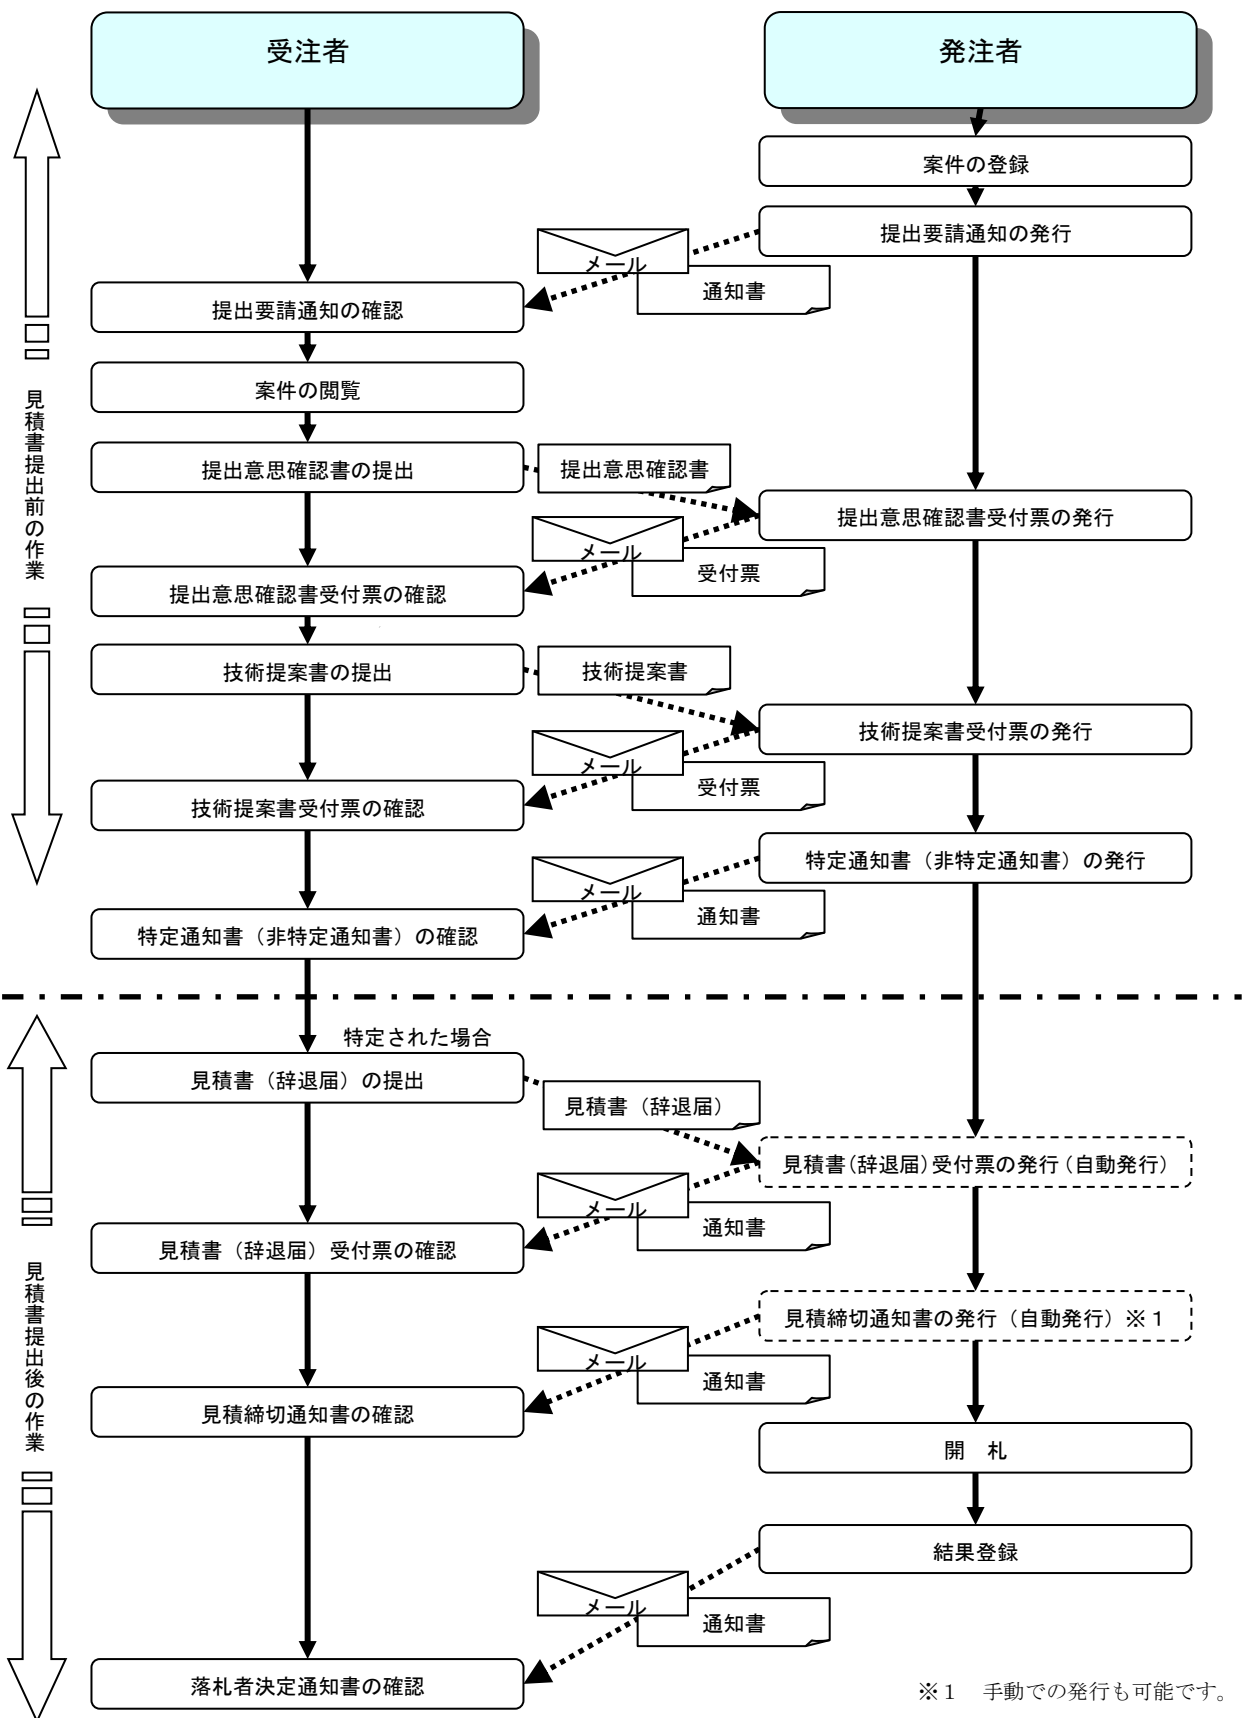 受注者
発注者
案件の登録
提出要請通知の発行
メール
通知書
提出要請通知の確認
案件の閲覧
提出意思確認書の提出
提出意思確認書
提出意思確認書受付票の発行
メール
受付票
提出意思確認書受付票の確認
技術提案書の提出
技術提案書
技術提案書受付票の発行
メール
受付票
技術提案書受付票の確認
特定通知書（非特定通知書）の発行
メール
通知書
特定通知書（非特定通知書）の確認
見積書提出前の作業
特定された場合
見積書（辞退届）の提出
見積書（辞退届）
見積書(辞退届)受付票の発行(自動発行)
メール
通知書
見積書（辞退届）受付票の確認
見積締切通知書の発行（自動発行）※１
メール
通知書
見積締切通知書の確認
開　札
結果登録
メール
通知書
落札者決定通知書の確認
見積書提出後の作業
※１　手動での発行も可能です。